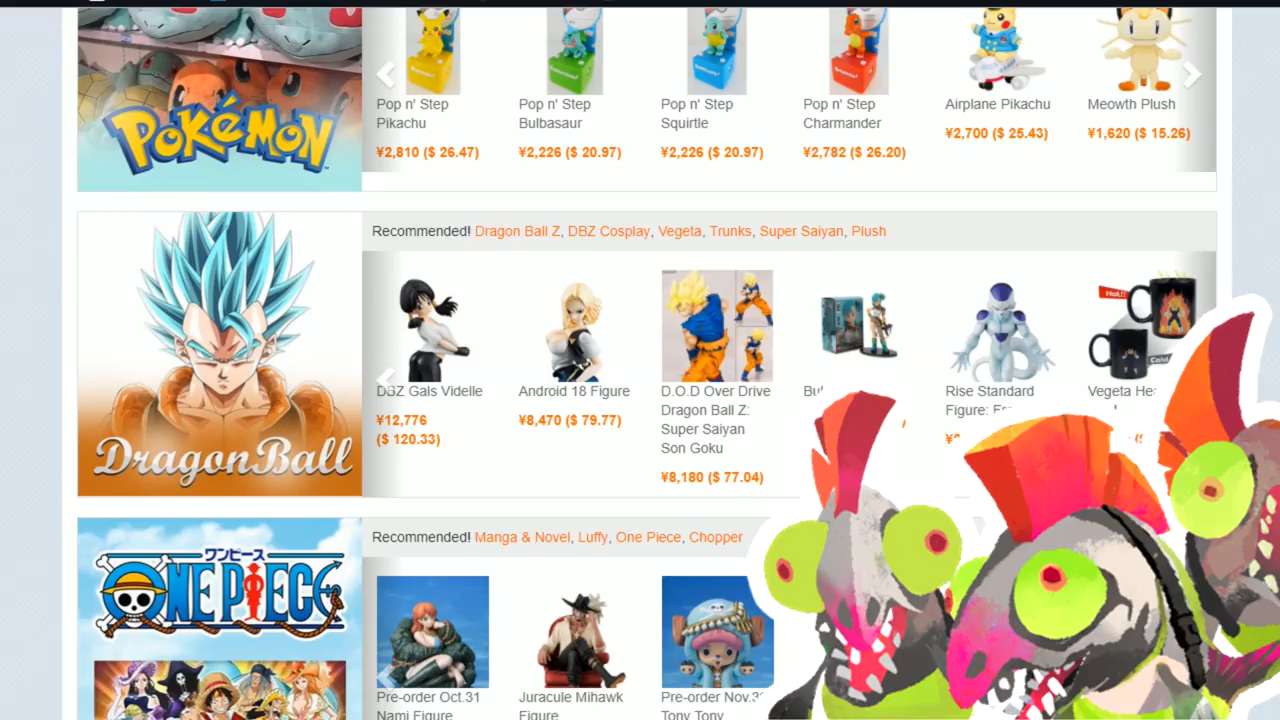 POKéMON
Pop n' Step
Pikachu
¥2,810 ($ 26.47)
Pop n' Step
Bulbasaur
¥2,226 ($ 20.97)
Pop n' Step
Squirtle
¥2,226 ($ 20.97)
Pop n' Step
Charmander
¥2,782 ($ 26.20)
Airplane Pikachu
¥2,700 ($ 25.43)
Meowth Plush
¥1,620 ($ 15.26)
DragonBall
Recommended! Dragon Ball Z, DBZ Cosplay, Vegeta, Trunks, Super Saiyan, Plush
DBZ Gals Videlle
¥12,776
($ 120.33)
Android 18 Figure
¥8,470 ($ 79.77)
D.O.D Over Drive
Dragon Ball Z:
Super Saiyan
Son Goku
¥8,180 ($ 77.04)
Rise Standard
Figure:
Hot!!
Cold
Vegeta
ワンピース
ONE PIECE
Recommended! Manga & Novel, Luffy, One Piece, Chopper
Pre-order Oct.31
Nami Figure
Juracule Mihawk
Figure
Pre-order Nov.
Tony Tony